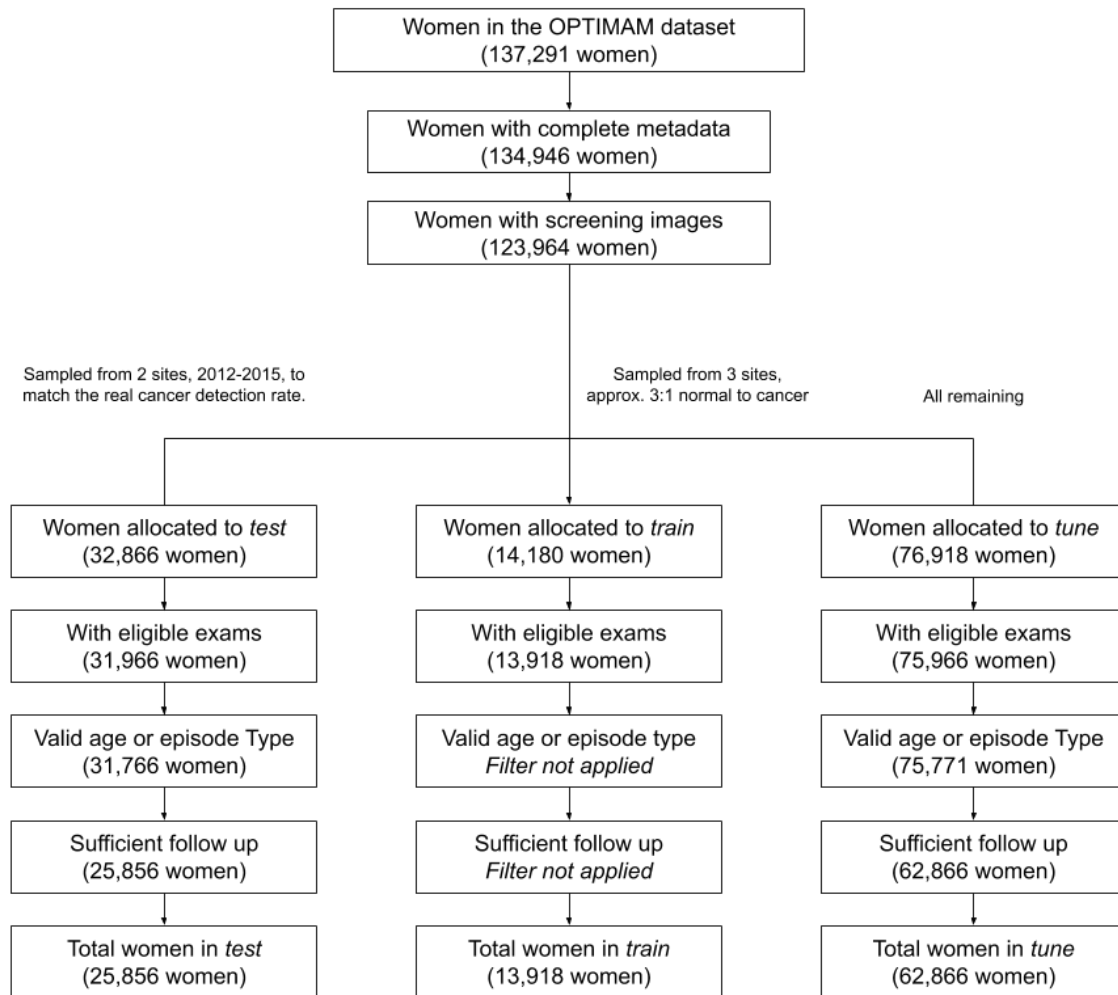 Women in the OPTIMAM dataset
(137,291 women)
Women with complete metadata
(134,946 women)
Women with screening images
(123,964 women)
Sampled from 2 sites, 2012-2015, to
match the real cancer detection rate.
Sampled from 3 sites,
approx. 3:1 normal to cancer
All remaining
Women allocated to test
(32,866 women)
Women allocated to train
(14,180 women)
Women allocated to tune
(76,918 women)
With eligible exams
(31,966 women)
With eligible exams
(13,918 women)
With eligible exams
(75,966 women)
Valid age or episode Type
(31,766 women)
Valid age or episode type
Filter not applied
Valid age or episode Type
(75,771 women)
Sufficient follow up
(25,856 women)
Sufficient follow up
Filter not applied
Sufficient follow up
(62,866 women)
Total women in test
(25,856 women)
Total women in train
(13,918 women)
Total women in tune
(62,866 women)